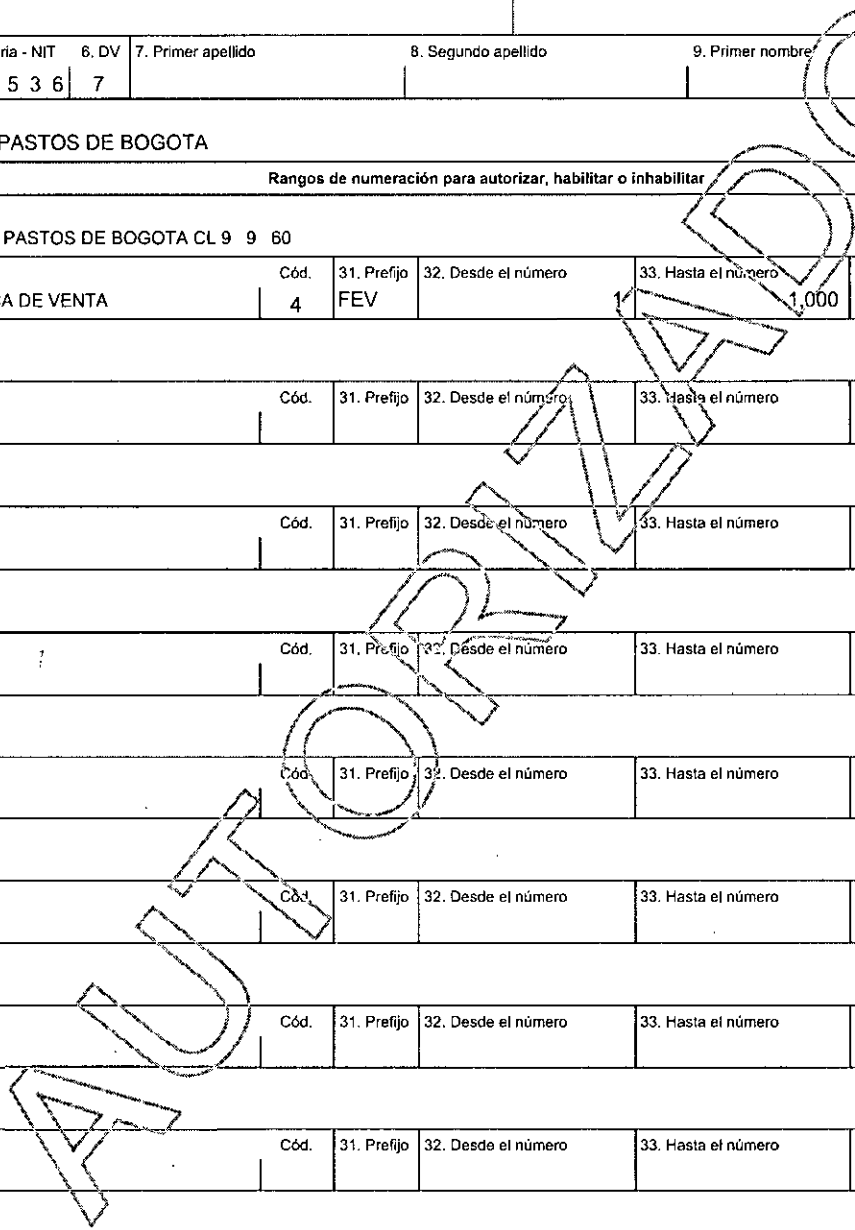 ria - NIT 6. DV 7. Primer apellido 8. Segundo apellido 9. Primer nombre
5 3 6 7
PASTOS DE BOGOTA
Rangos de numeración para autorizar, habilitar o inhabilitar
PASTOS DE BOGOTA CL 9 9 60
Cód. 31. Prefijo 32. Desde el número 33. Hasta el número
A DE VENTA 4 FEV 1 1,000
Cód. 31. Prefijo 32. Desde el número 33. Hasta el número
Cód. 31. Prefijo 32. Desde el número 33. Hasta el número
Cód. 31. Prefijo 32. Desde el número 33. Hasta el número
Cód. 31. Prefijo 32. Desde el número 33. Hasta el número
Cód. 31. Prefijo 32. Desde el número 33. Hasta el número
Cód. 31. Prefijo 32. Desde el número 33. Hasta el número
Cód. 31. Prefijo 32. Desde el número 33. Hasta el número
AUTORIZADO